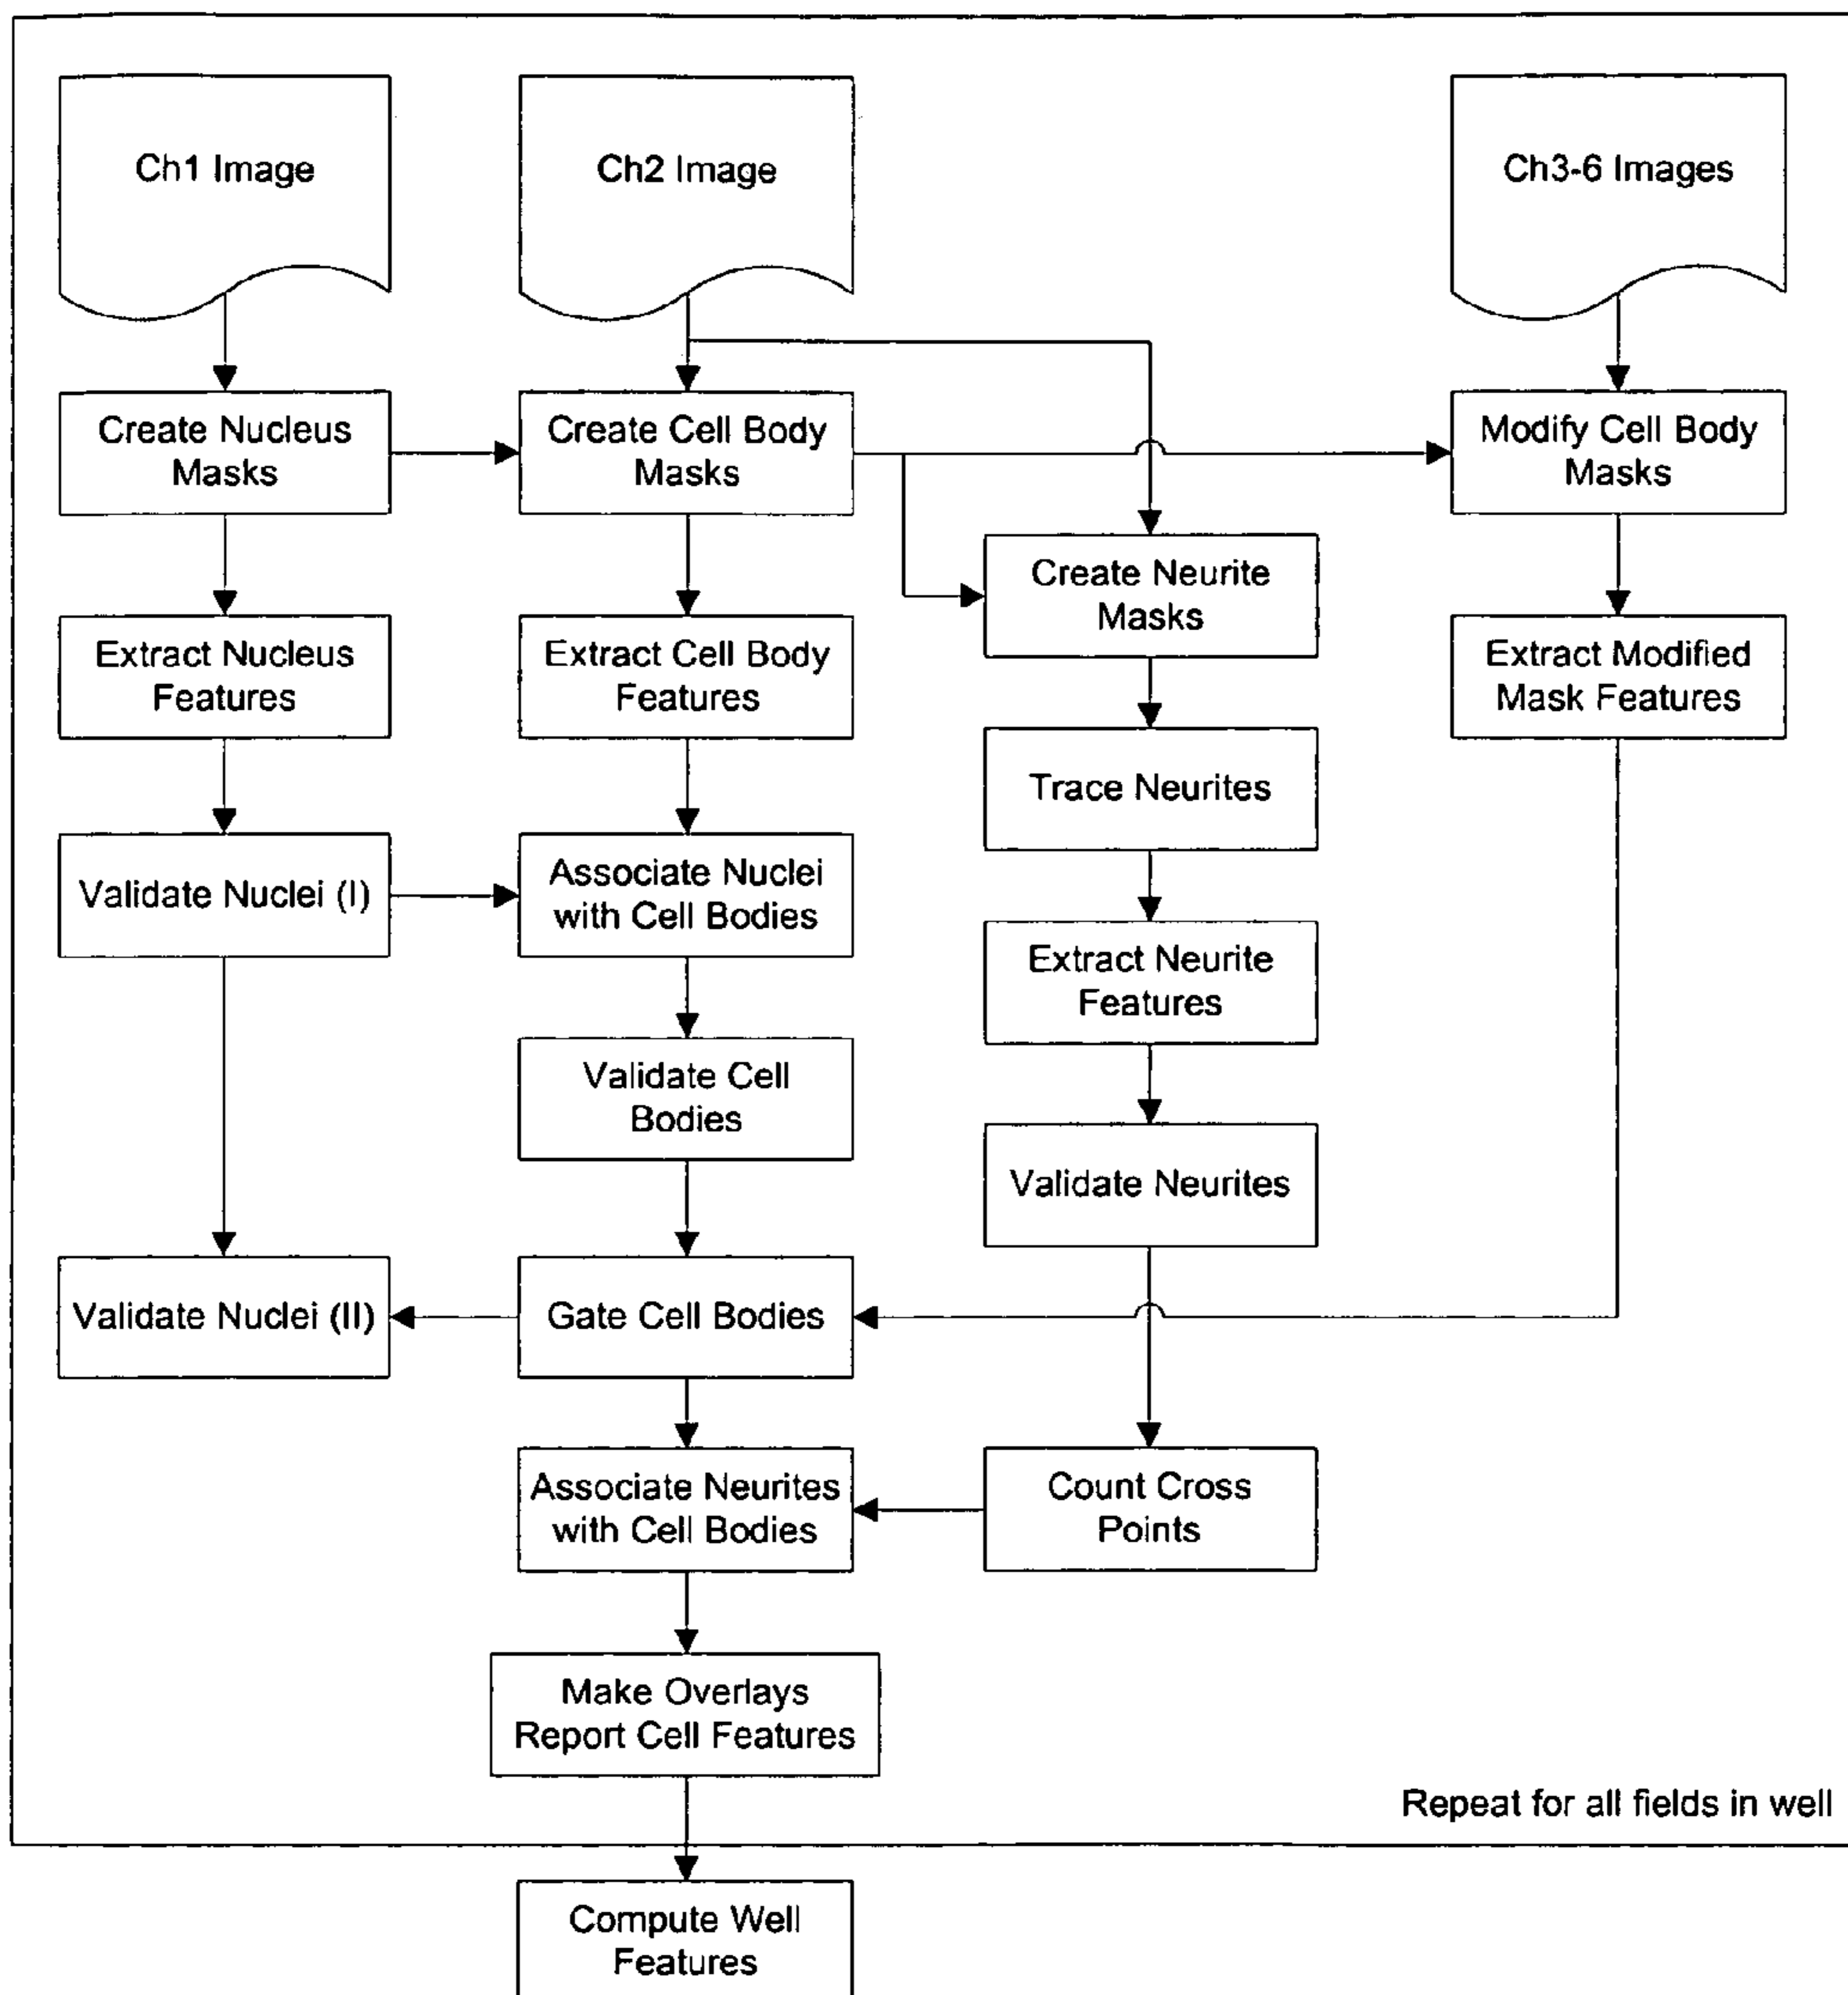 Ch1 Image
Ch2 Image
Ch3-6 Images
Create Nucleus
Masks
Create Cell Body
Masks
Modify Cell Body
Masks
Create Neurite
Masks
Extract Nucleus
Features
Extract Cell Body
Features
Extract Modified
Mask Features
Trace Neurites
Validate Nuclei (I)
Associate Nuclei
with Cell Bodies
Extract Neurite
Features
Validate Cell
Bodies
Validate Neurites
Validate Nuclei (II)
Gate Cell Bodies
Associate Neurites
with Cell Bodies
Count Cross
Points
Make Overlays
Report Cell Features
Repeat for all fields in well
Compute Well
Features